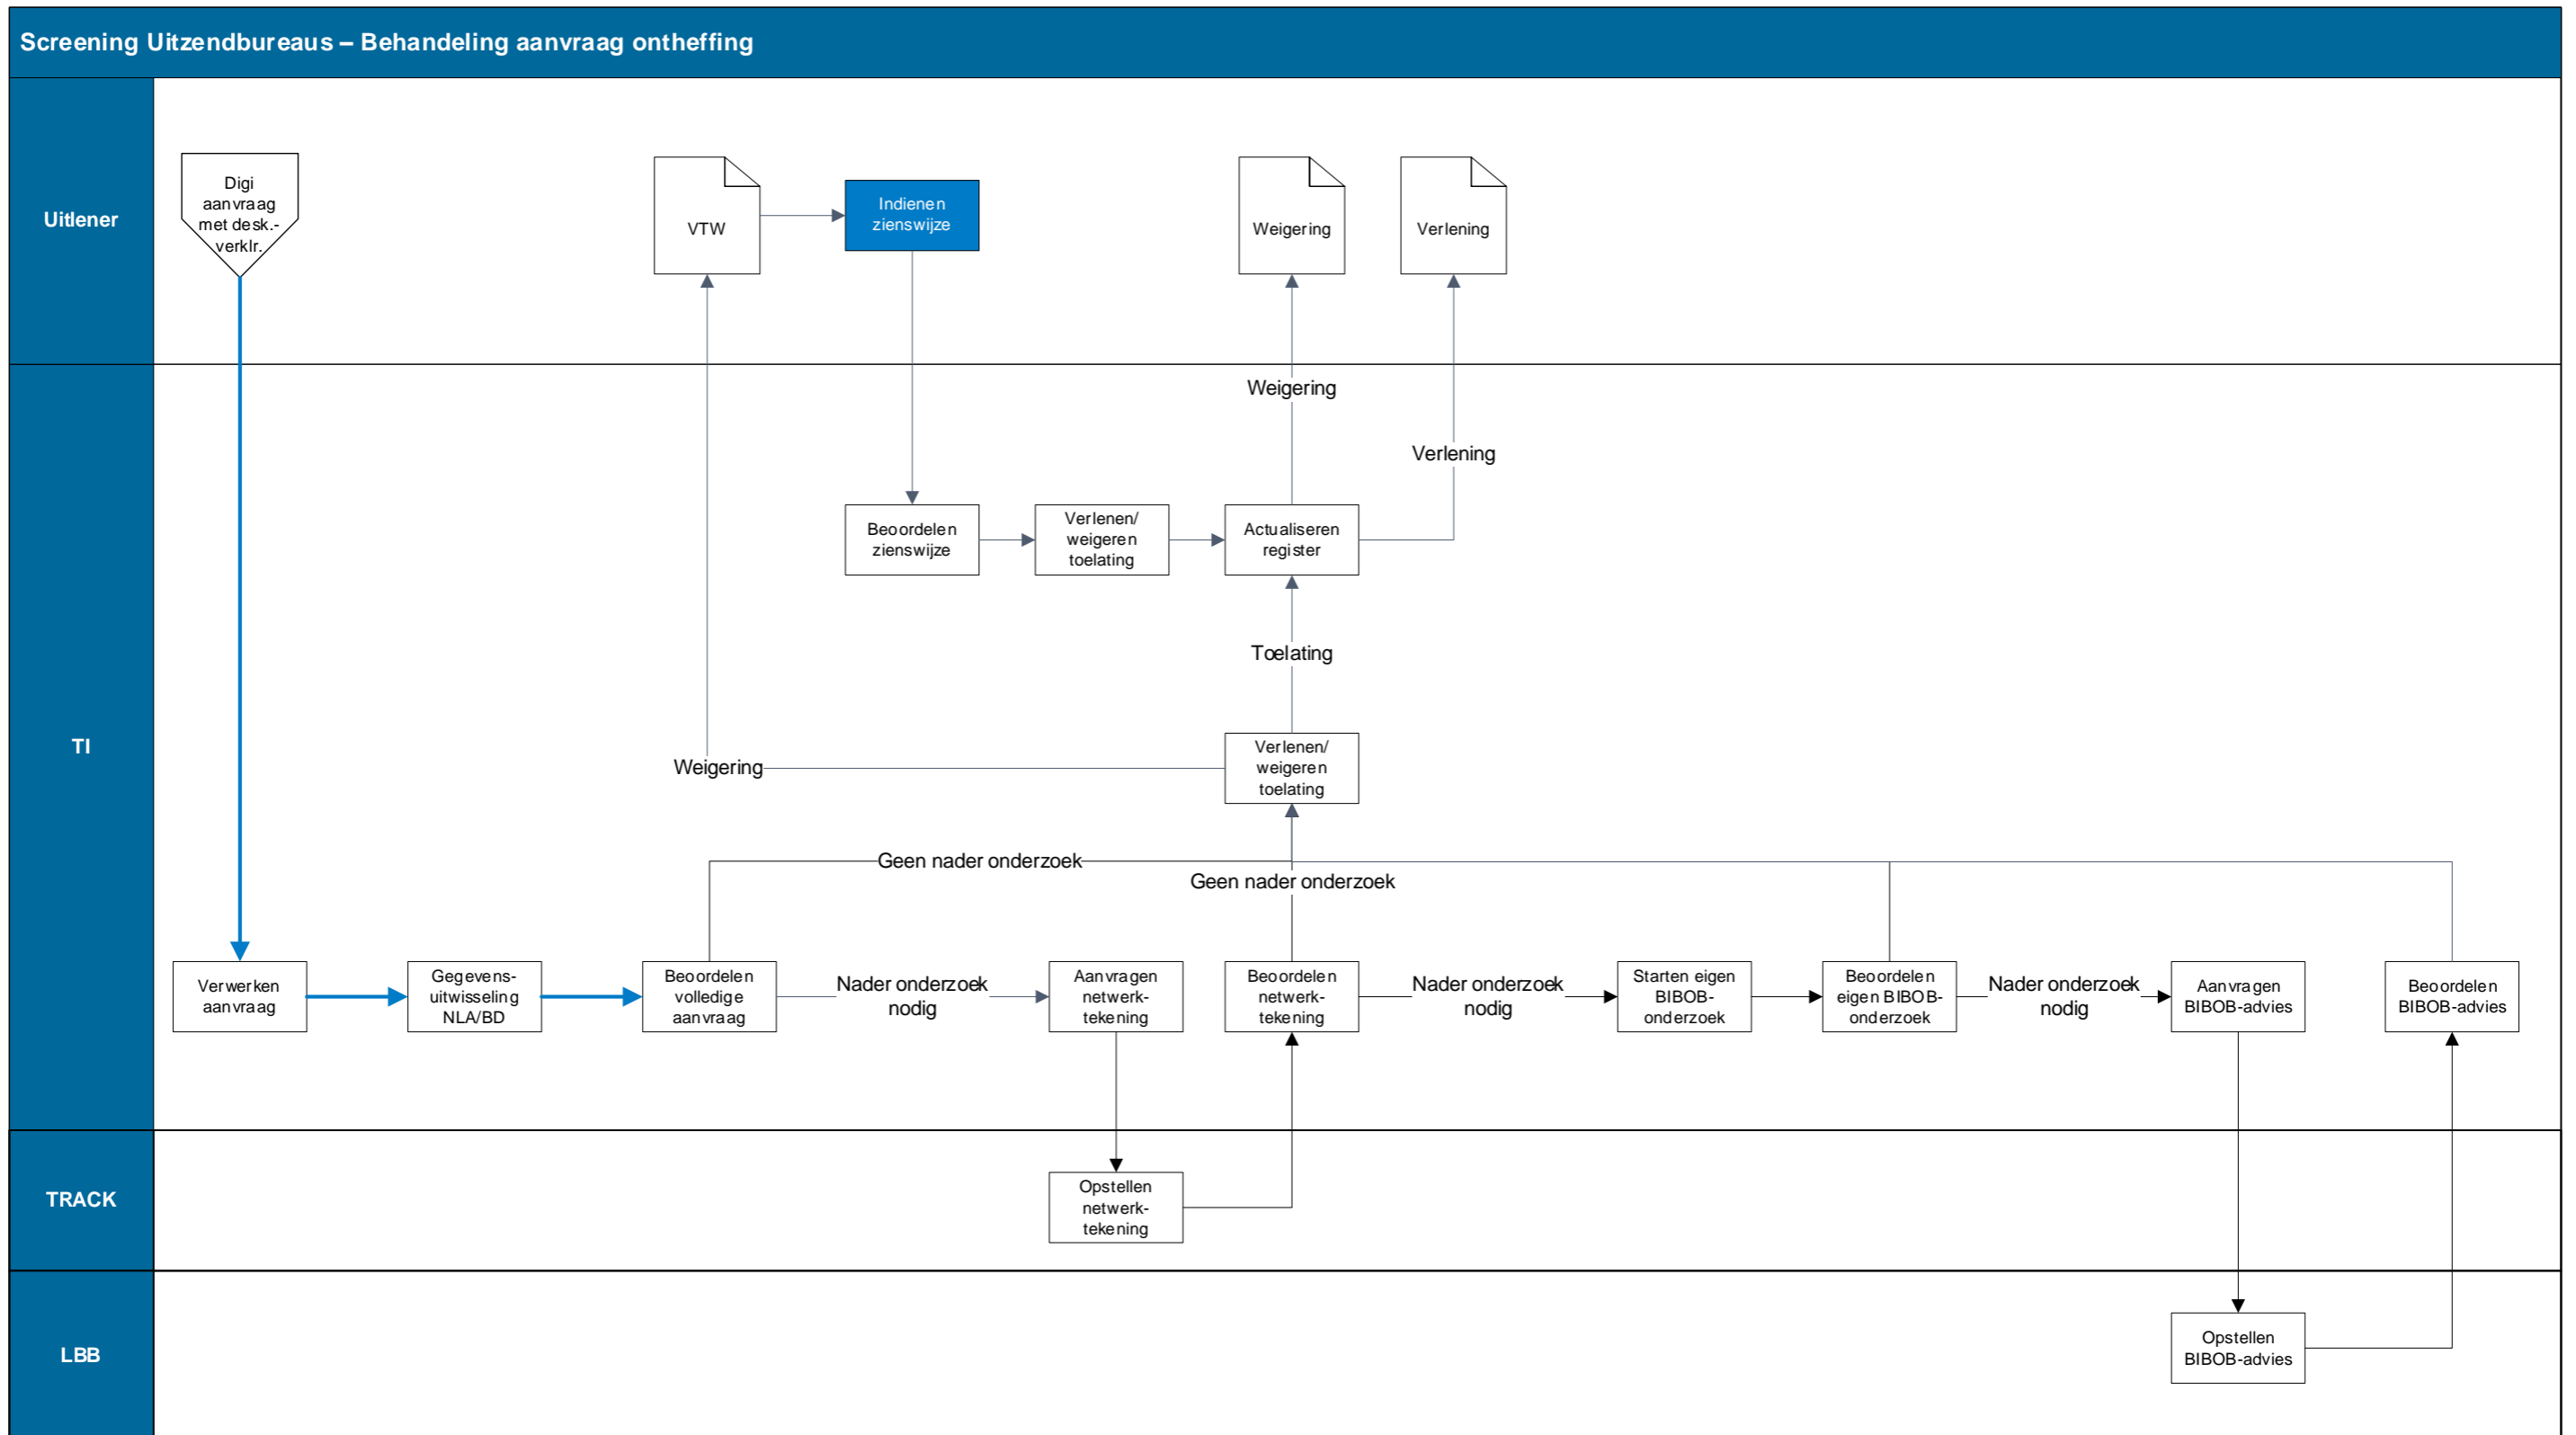 Screening Uitzendbureaus – Behandeling aanvraag ontheffing
Uitlener
Digi
aanvraag
met desk.-
verklr.
VTW
Indienen
zienswijze
Weigering
Verlening
TI
Weigering
Verlening
Beoordelen
zienswijze
Verlenen/
weigeren
toelating
Actualiseren
register
Toelating
Weigering
Verlenen/
weigeren
toelating
Geen nader onderzoek
Geen nader onderzoek
Verwerken
aanvraag
Gegevens-
uitwisseling
NLA/BD
Beoordelen
volledige
aanvraag
Nader onderzoek
nodig
Aanvragen
netwerk-
tekening
Beoordelen
netwerk-
tekening
Nader onderzoek
nodig
Starten eigen
BIBOB-
onderzoek
Beoordelen
eigen BIBOB-
onderzoek
Nader onderzoek
nodig
Aanvragen
BIBOB-advies
Beoordelen
BIBOB-advies
TRACK
Opstellen
netwerk-
tekening
LBB
Opstellen
BIBOB-advies